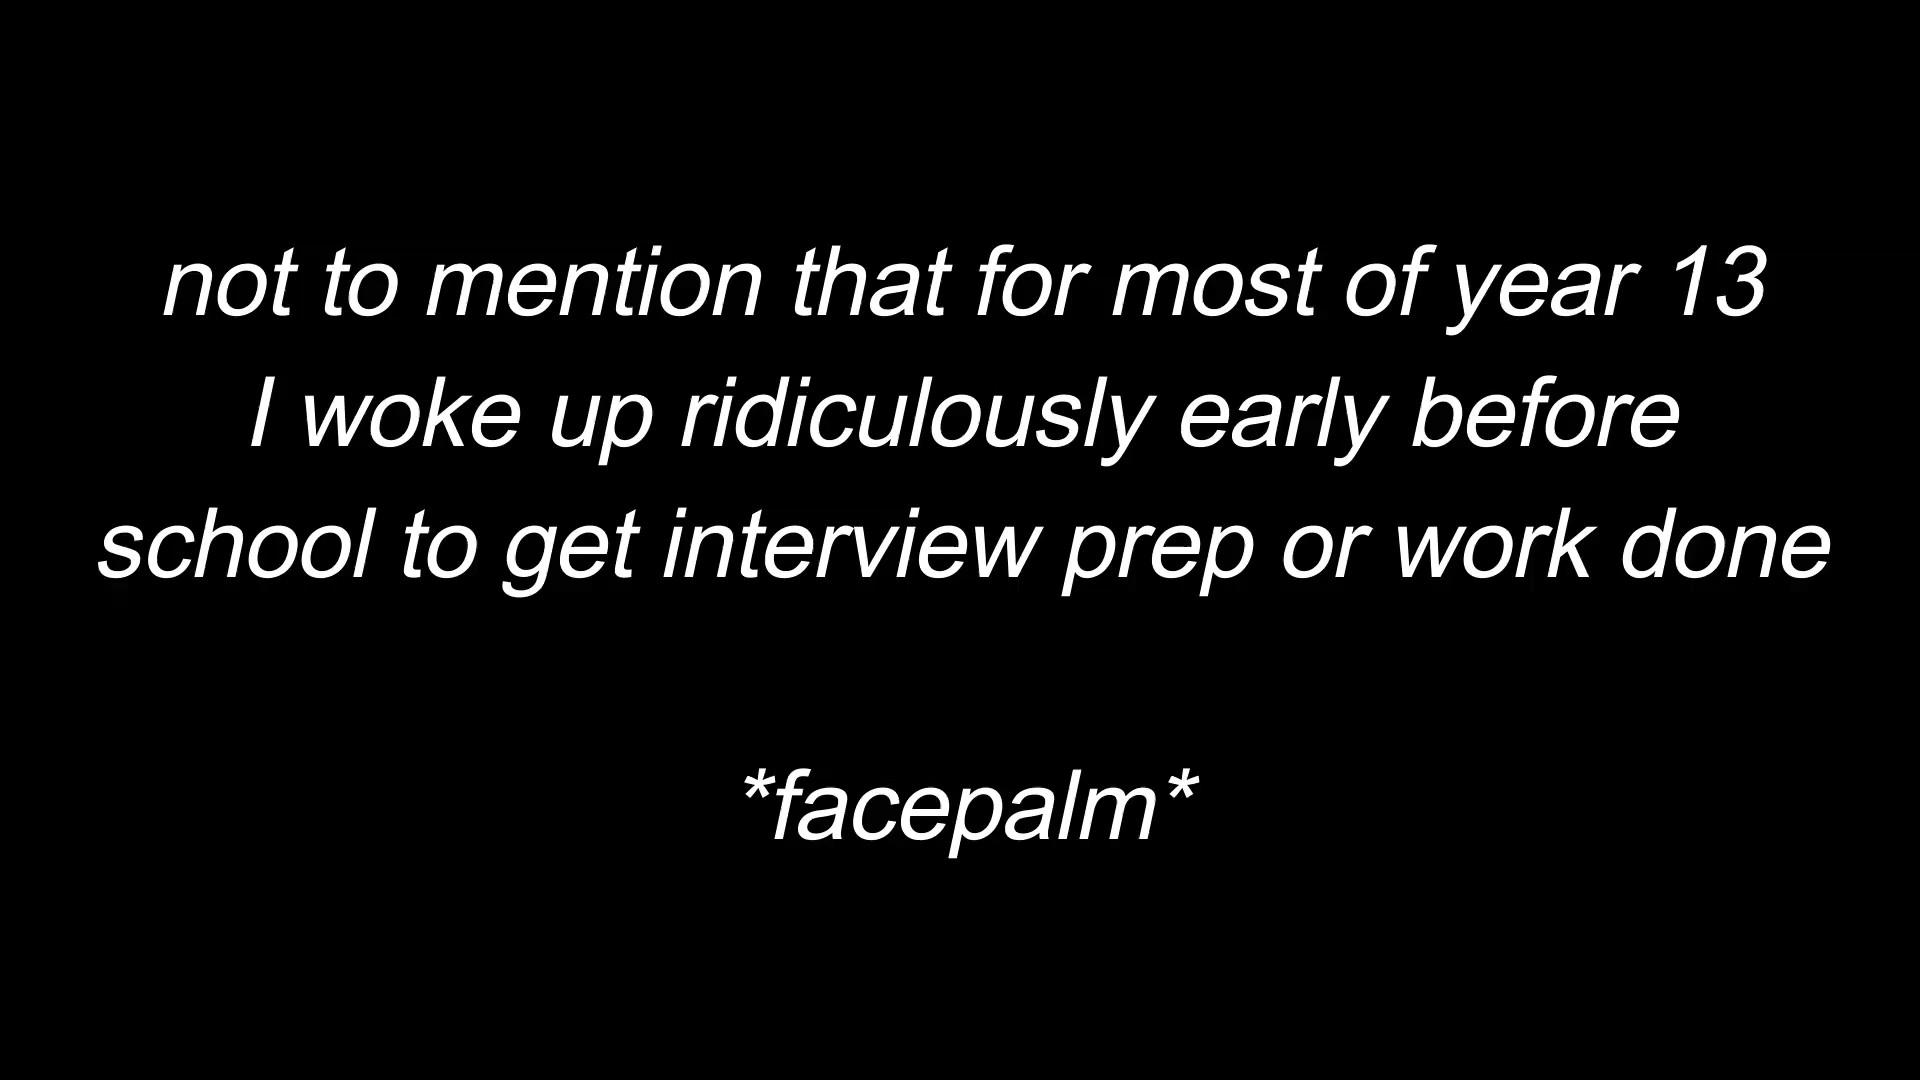 not to mention that for most of year 13
I woke up ridiculously early before
school to get interview prep or work done
*facepalm*